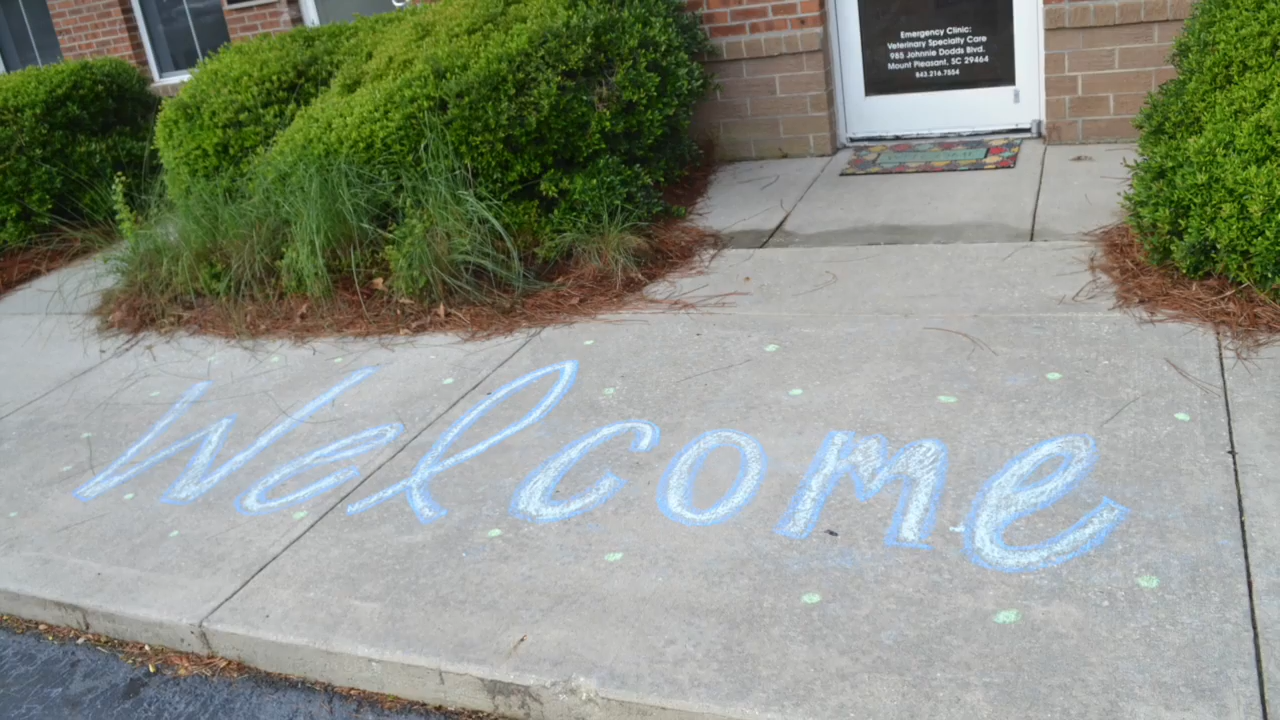 Emergency Clinic:
Veterinary Specialty Care
985 Johnnie Dodds Blvd.
Mount Pleasant, SC 29464
843.216.7554
Welcome